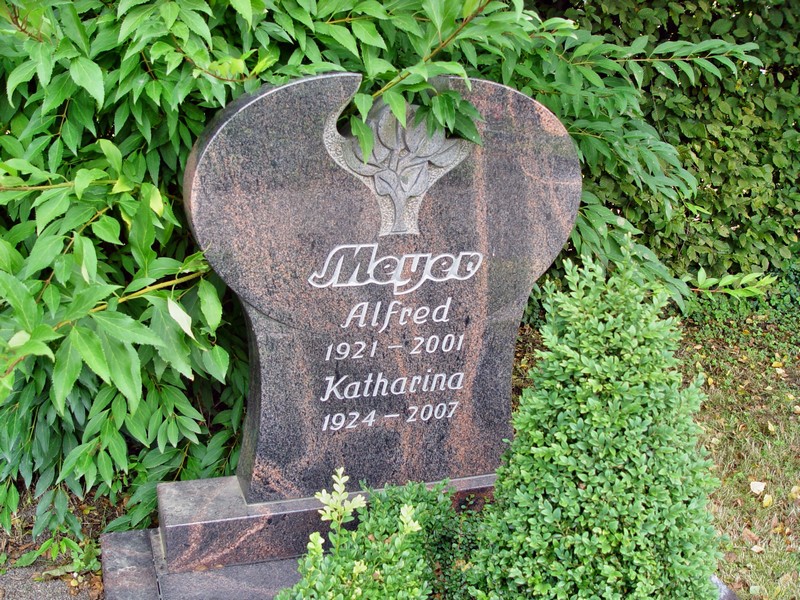 Meyer
Alfred
1921 – 2001
Katharina
1924 – 2007